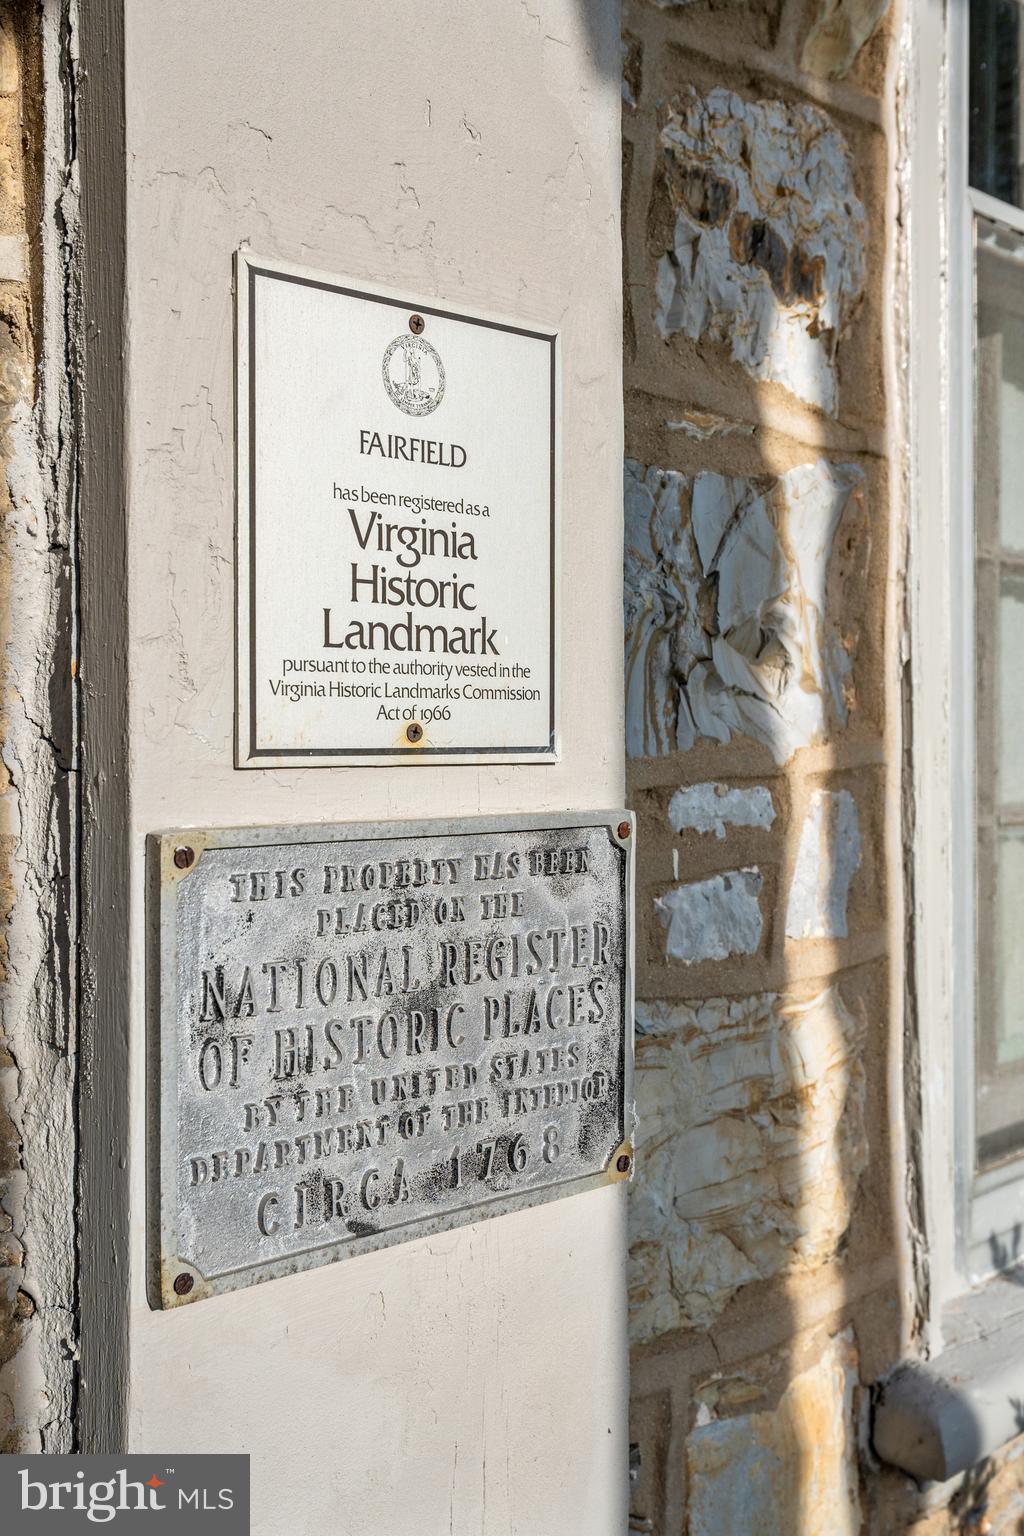 VIRGINIA
FAIRFIELD
has been registered as a
Virginia
Historic
Landmark
pursuant to the authority vested in the
Virginia Historic Landmarks Commission
Act of 1966
THIS PROPERTY HAS BEEN
PLACED ON THE
NATIONAL REGISTER
OF HISTORIC PLACES
BY THE UNITED STATES
DEPARTMENT OF THE INTERIOR
CIRCA 1768
bright™ MLS